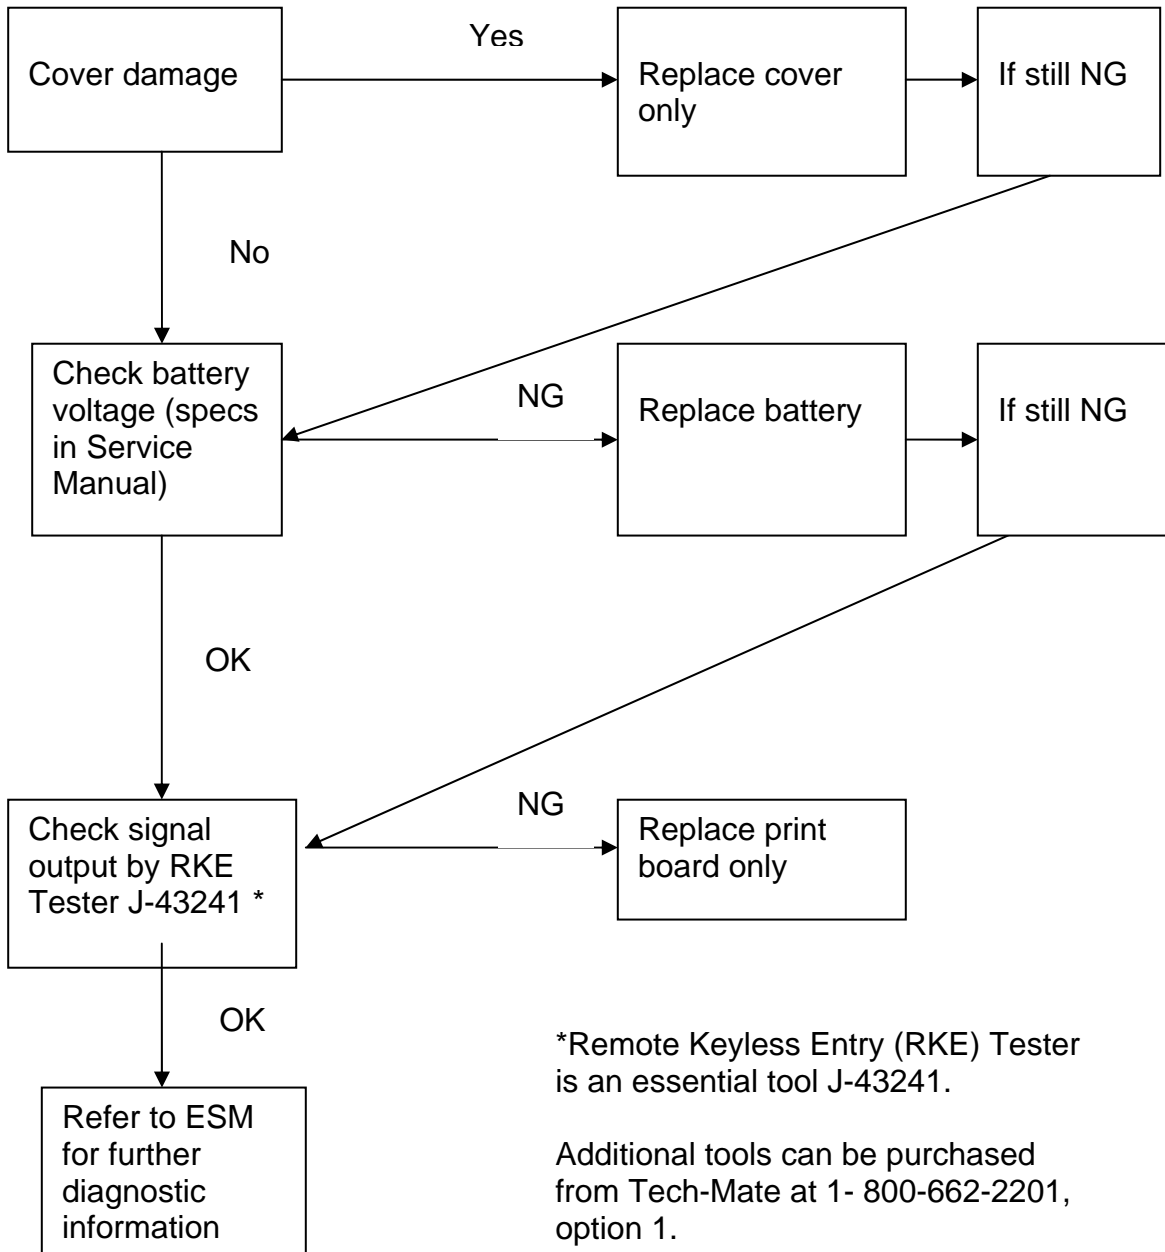 Cover damage
Yes
Replace cover
only
If still NG
No
Check battery
voltage (specs
in Service
Manual)
NG
Replace battery
If still NG
OK
Check signal
output by RKE
Tester J-43241 *
NG
Replace print
board only
OK
Refer to ESM
for further
diagnostic
information
*Remote Keyless Entry (RKE) Tester
is an essential tool J-43241.
Additional tools can be purchased
from Tech-Mate at 1- 800-662-2201,
option 1.